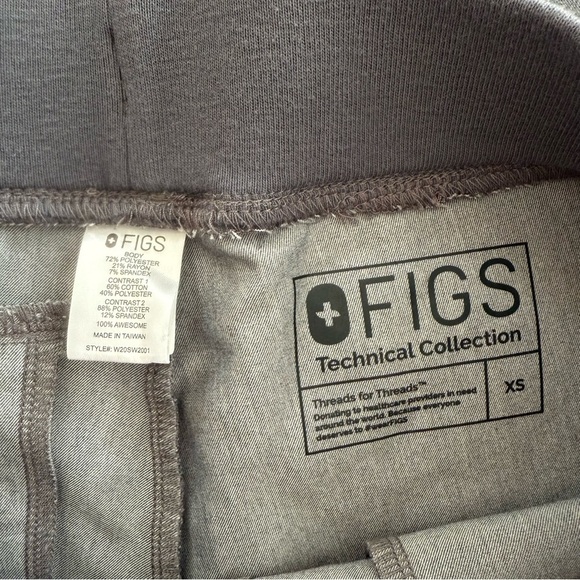 FIGS
BODY
72% POLYESTER
21% RAYON
7% SPANDEX
CONTRAST 1
60% COTTON
40% POLYESTER
CONTRAST 2
88% POLYESTER
12% SPANDEX
100% AWESOME
MADE IN TAIWAN
STYLE#: W20SW2001
FIGS
Technical Collection
Threads for Threads™
Donating to healthcare providers in need
around the world. Because everyone
deserves to #wearFIGS
XS